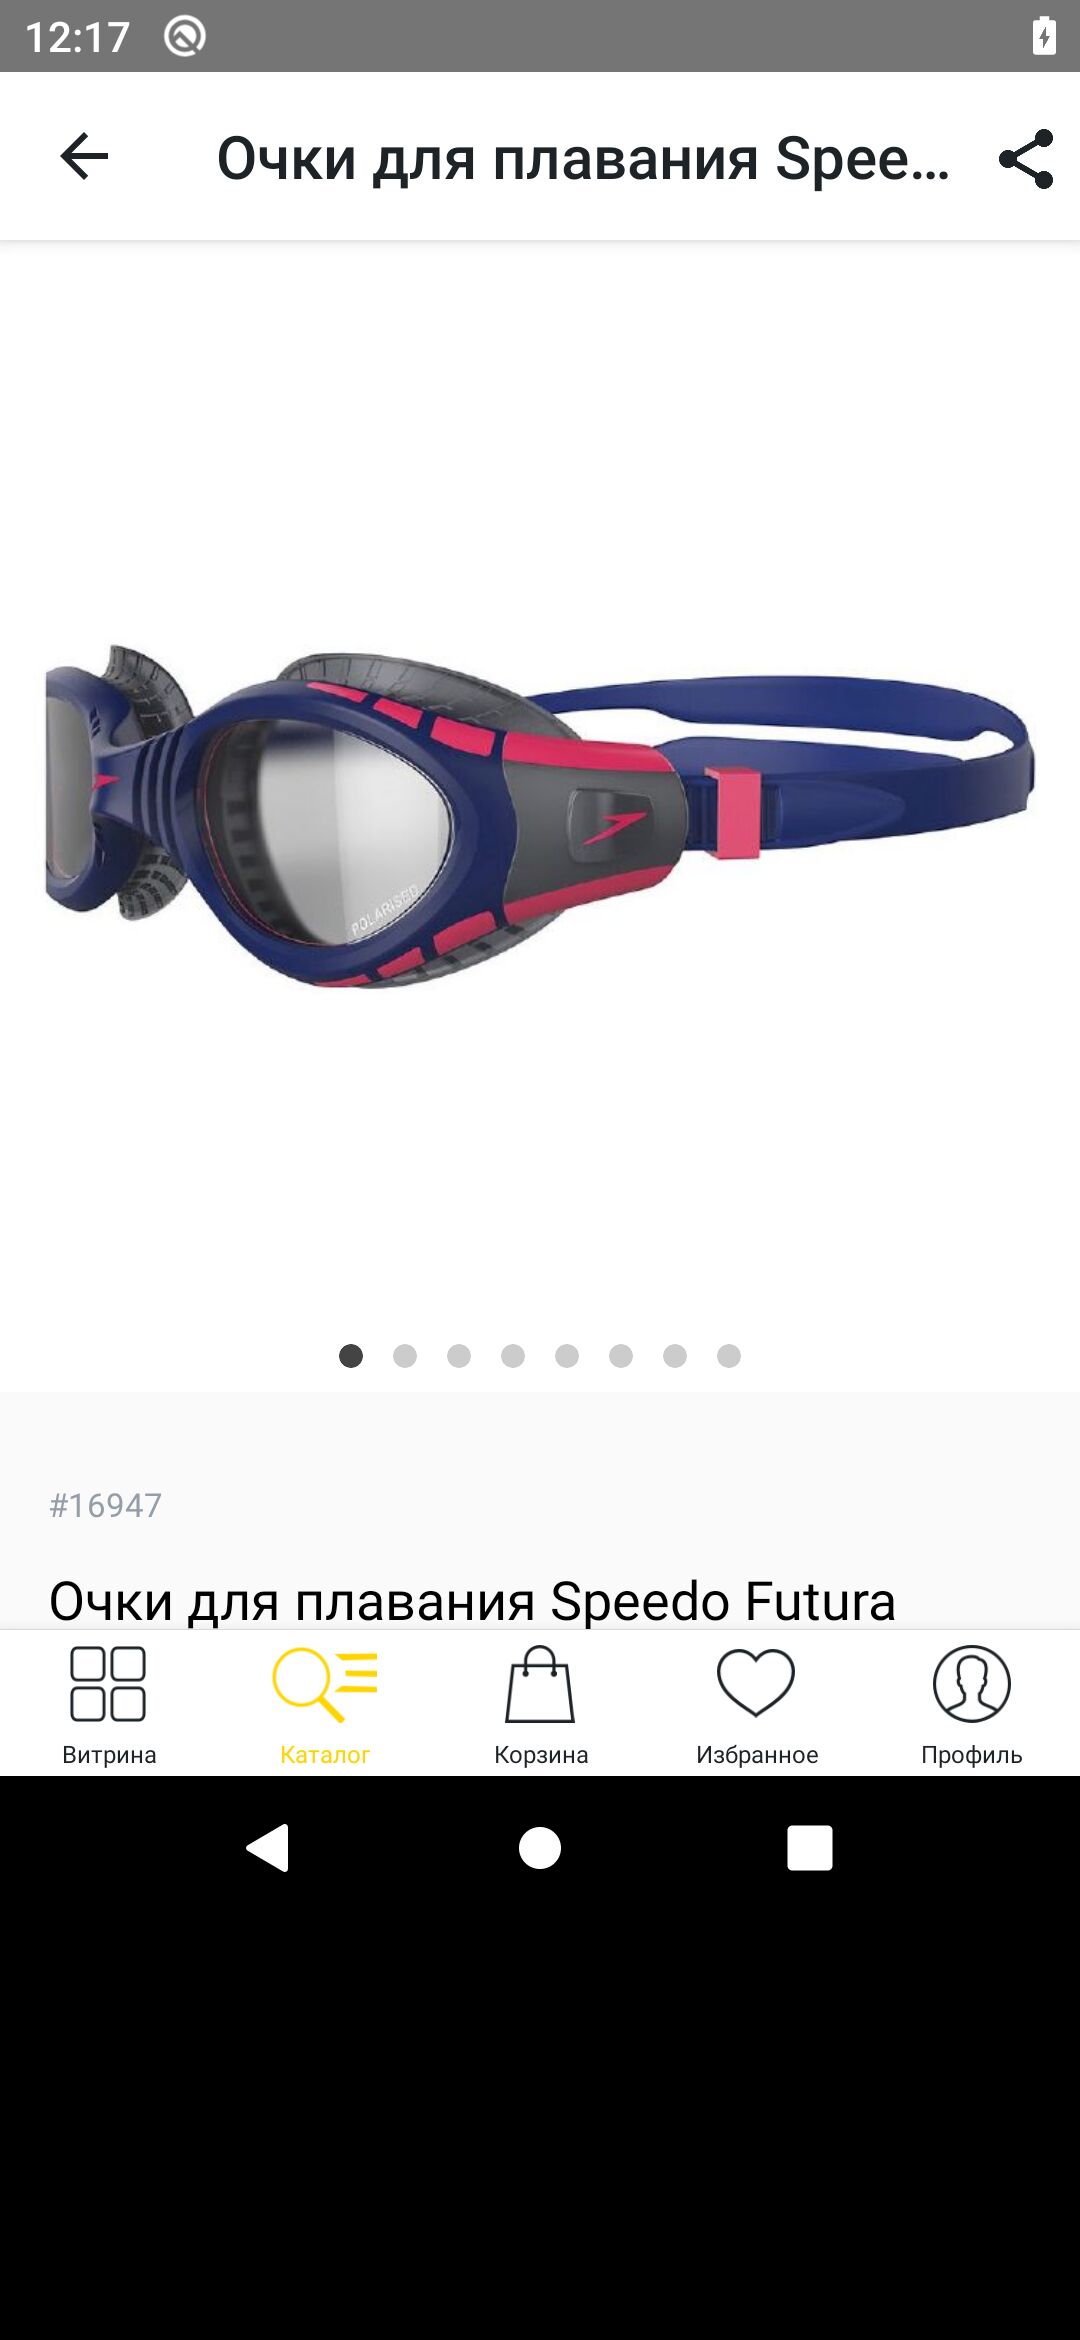 12:17
Очки для плавания Spee...
POLARISED
#16947
Очки для плавания Speedo Futura
Витрина
Каталог
Корзина
Избранное
Профиль